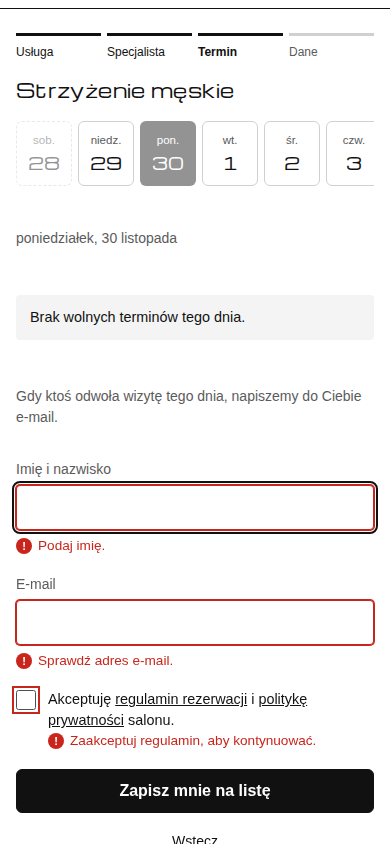 Usługa Specjalista Termin Dane
Strzyżenie męskie
sob. niedz. pon. wt. śr. czw.
28 29 30 1 2 3
poniedziałek, 30 listopada
Brak wolnych terminów tego dnia.
Gdy ktoś odwoła wizytę tego dnia, napiszemy do Ciebie
e-mail.
Imię i nazwisko
Podaj imię.
E-mail
Sprawdź adres e-mail.
Akceptuję regulamin rezerwacji i politykę
prywatności salonu.
Zaakceptuj regulamin, aby kontynuować.
Zapisz mnie na listę
Wstecz